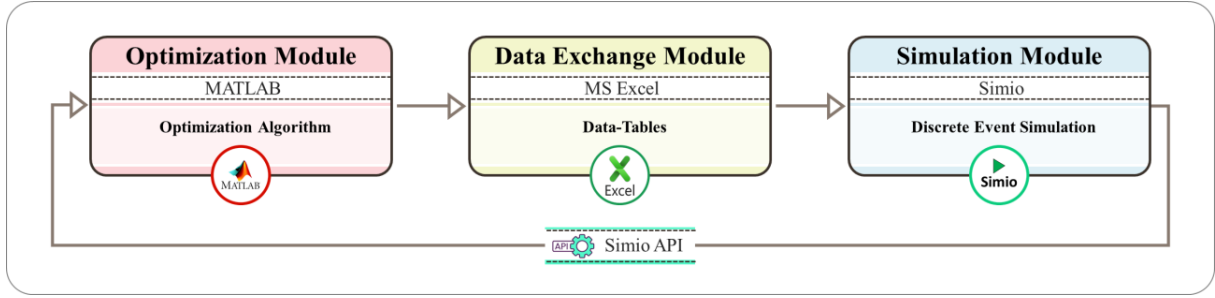 Optimization Module
MATLAB
Optimization Algorithm
MATLAB
Data Exchange Module
MS Excel
Data-Tables
Excel
Simulation Module
Simio
Discrete Event Simulation
Simio
API
Simio API